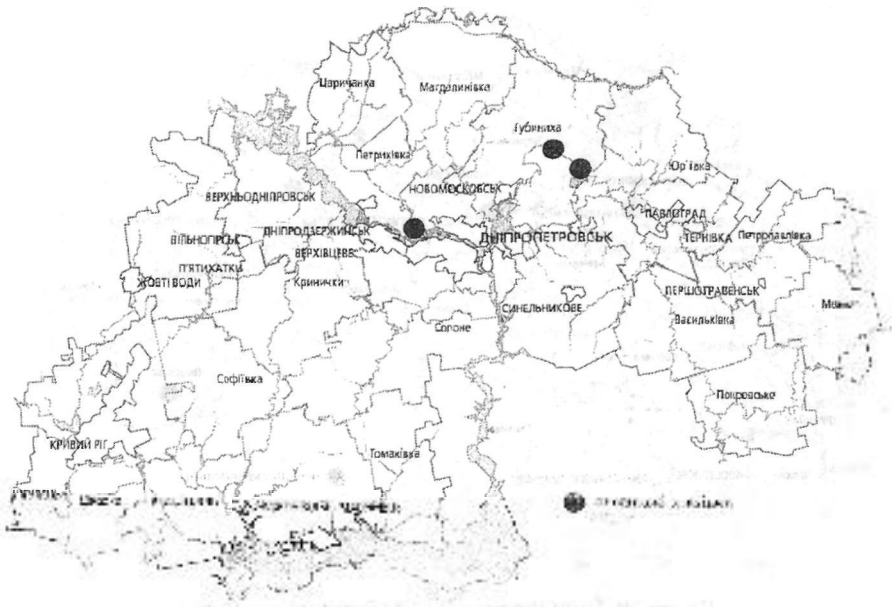 Царичанка
Магдалинівка
Губиниха
Петриківка
Юр'ївка
НОВОМОСКОВСЬК
ВЕРХНЬОДНІПРОВСЬК
ПАВЛОГРАД
ДНІПРОДЗЕРЖИНСЬК
ДНІПРОПЕТРОВСЬК
ТЕРНІВКА
Петропавлівка
ВІЛЬНОГІРСЬК
ВЕРХІВЦЕВЕ
П'ЯТИХАТКИ
ЖОВТІ ВОДИ
Кринички
ПЕРШОТРАВЕНСЬК
СИНЕЛЬНИКОВЕ
Васильківка
Солоне
Софіївка
Покровське
КРИВИЙ РІГ
Томаківка